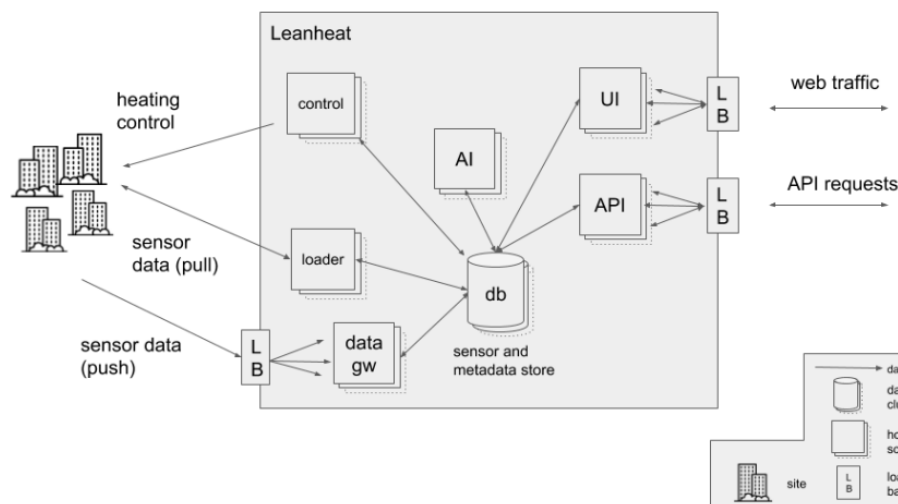 Leanheat
heating
control
control
UI
L
B
web traffic
AI
API
L
B
API requests
sensor
data (pull)
loader
db
sensor data
(push)
L
B
data
gw
sensor and
metadata store
site
L
B